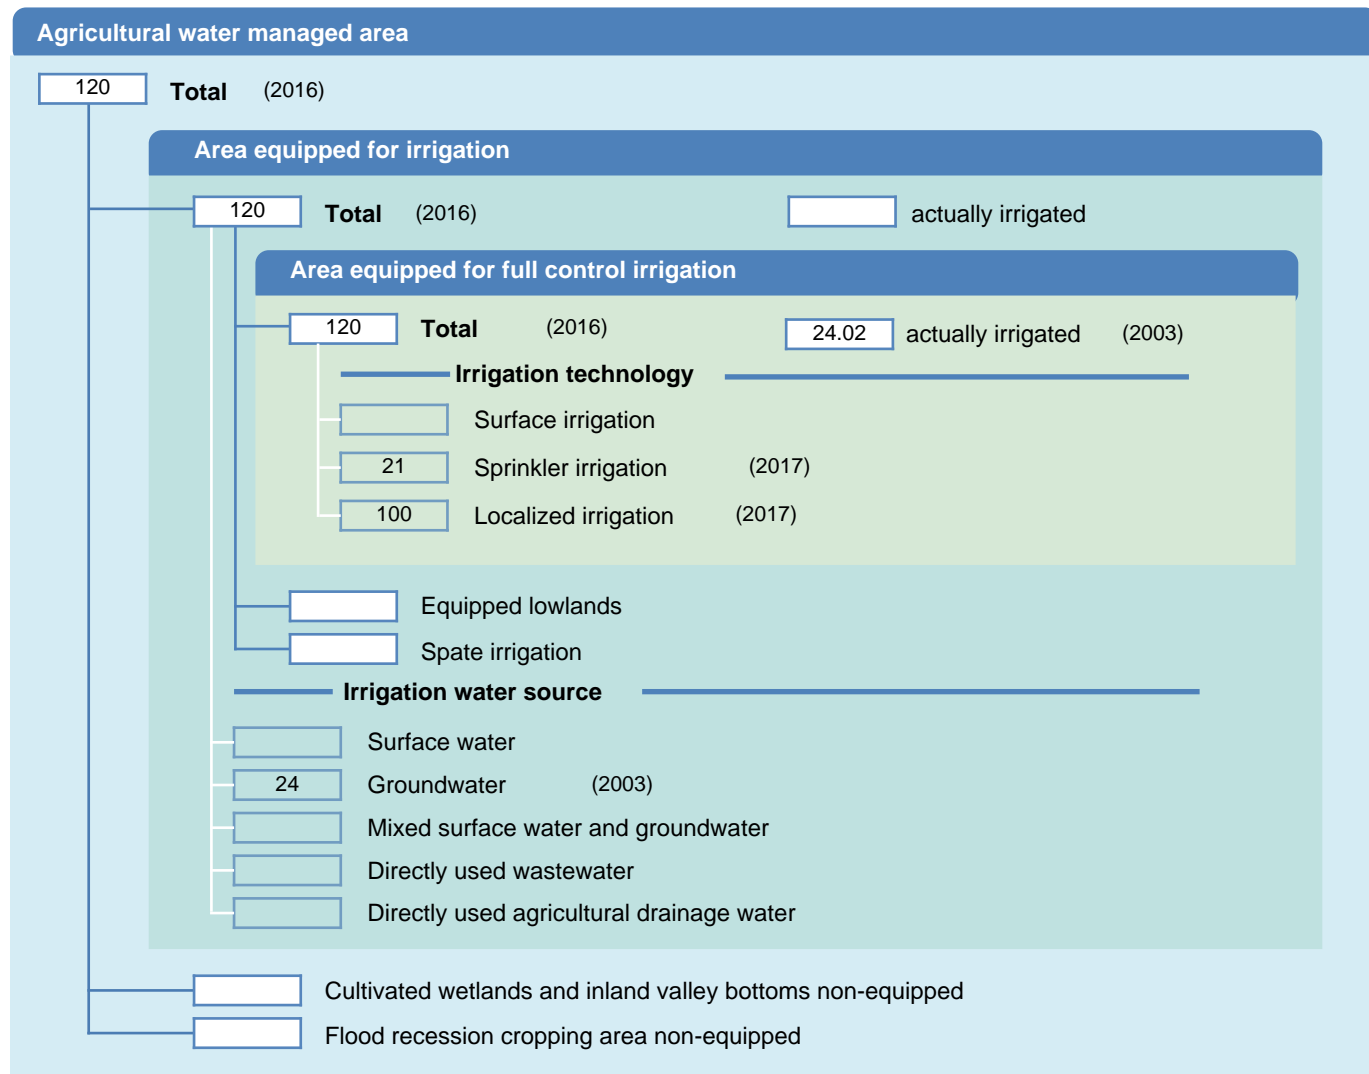 Agricultural water managed area
120 Total (2016)
Area equipped for irrigation
120 Total (2016) actually irrigated
Area equipped for full control irrigation
120 Total (2016) 24.02 actually irrigated (2003)
Irrigation technology
Surface irrigation
21 Sprinkler irrigation (2017)
100 Localized irrigation (2017)
Equipped lowlands
Spate irrigation
Irrigation water source
Surface water
24 Groundwater (2003)
Mixed surface water and groundwater
Directly used wastewater
Directly used agricultural drainage water
Cultivated wetlands and inland valley bottoms non-equipped
Flood recession cropping area non-equipped